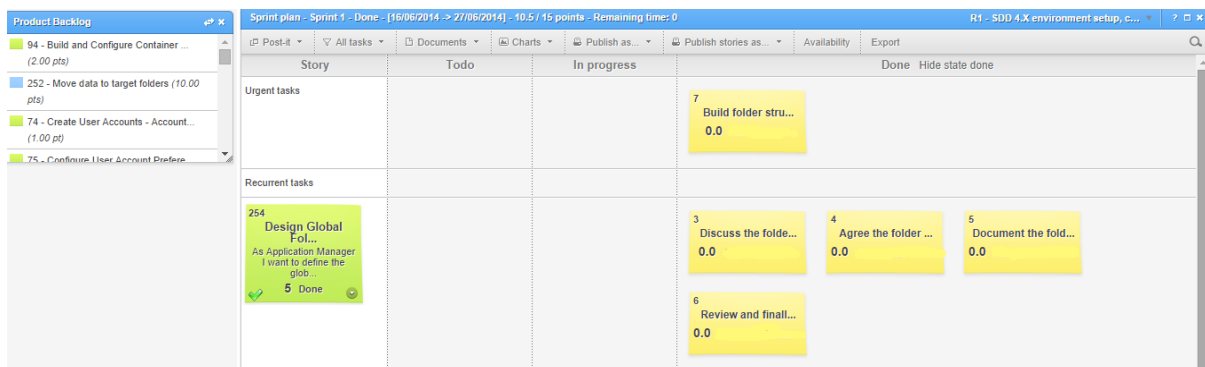 Product Backlog
94 - Build and Configure Container ...
(2.00 pts)
252 - Move data to target folders (10.00
pts)
74 - Create User Accounts - Account...
(1.00 pt)
75 - Configure User Account Prefere
Sprint plan - Sprint 1 - Done - [16/06/2014 -> 27/06/2014] - 10.5 / 15 points - Remaining time: 0
R1 - SDD 4.X environment setup, c...
Post-it All tasks Documents Charts Publish as... Publish stories as... Availability Export
Story Todo In progress Done Hide state done
Urgent tasks
7
Build folder stru...
0.0
Recurrent tasks
254
Design Global
Fol...
As Application Manager
I want to define the
glob...
5 Done
3
Discuss the folde...
0.0
4
Agree the folder ...
0.0
5
Document the fold...
0.0
6
Review and finall...
0.0